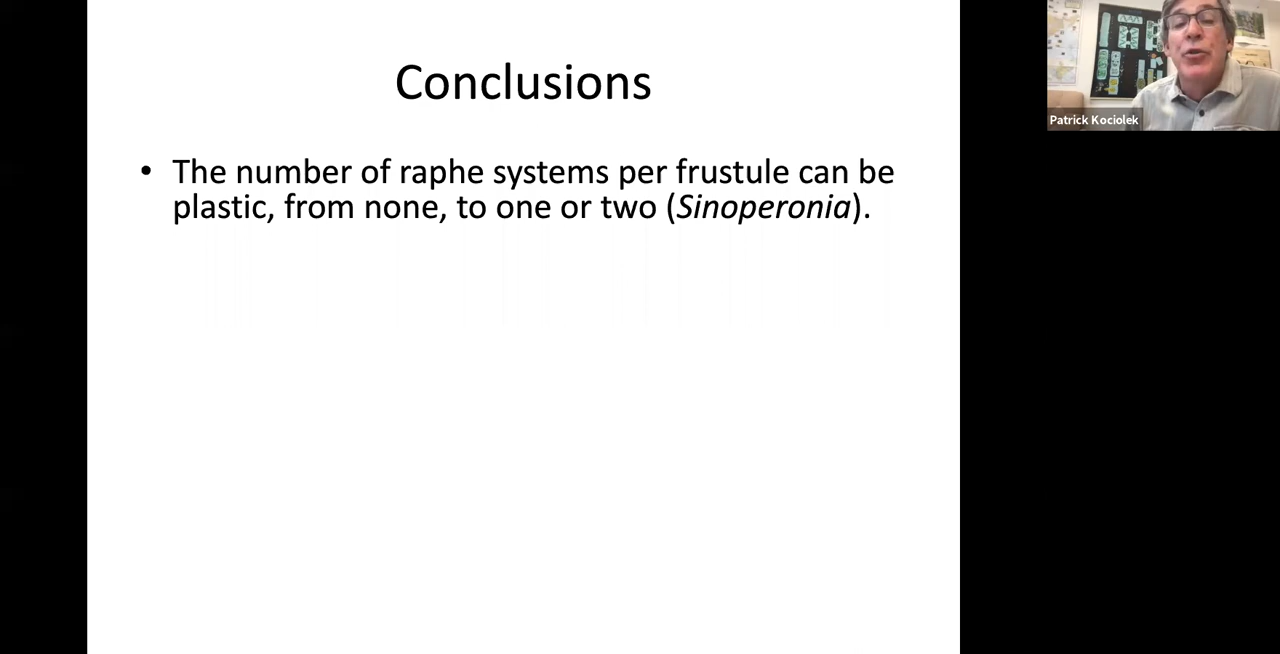 Conclusions
• The number of raphe systems per frustule can be
plastic, from none, to one or two (Sinoperonia).
Patrick Kociolek